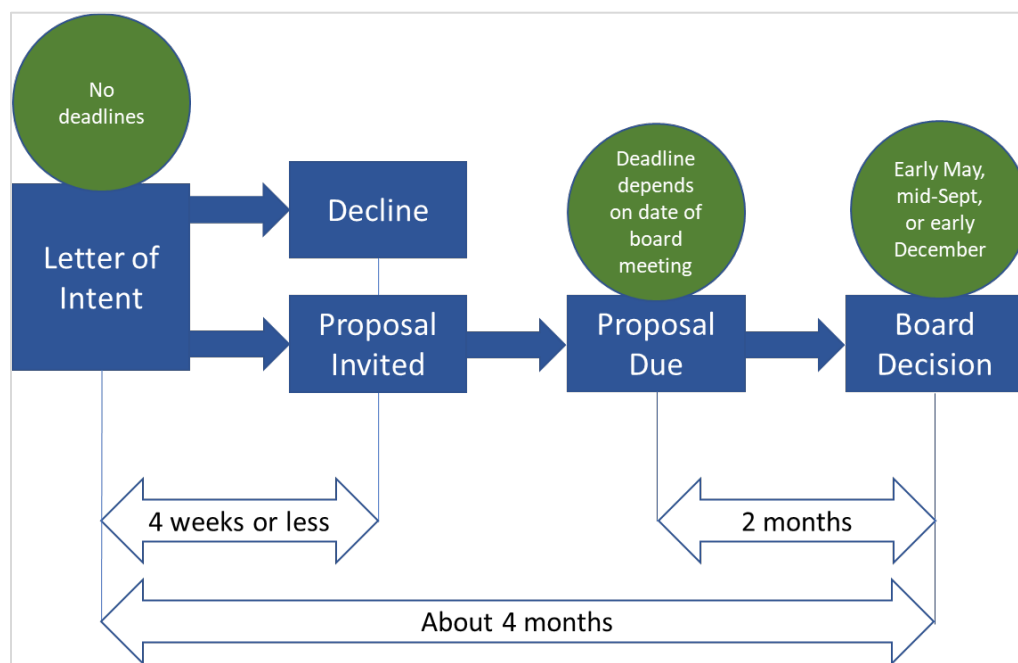 No
deadlines
Letter of
Intent
Decline
Proposal
Invited
Deadline
depends
on date of
board
meeting
Proposal
Due
Early May,
mid-Sept,
or early
December
Board
Decision
4 weeks or less
2 months
About 4 months